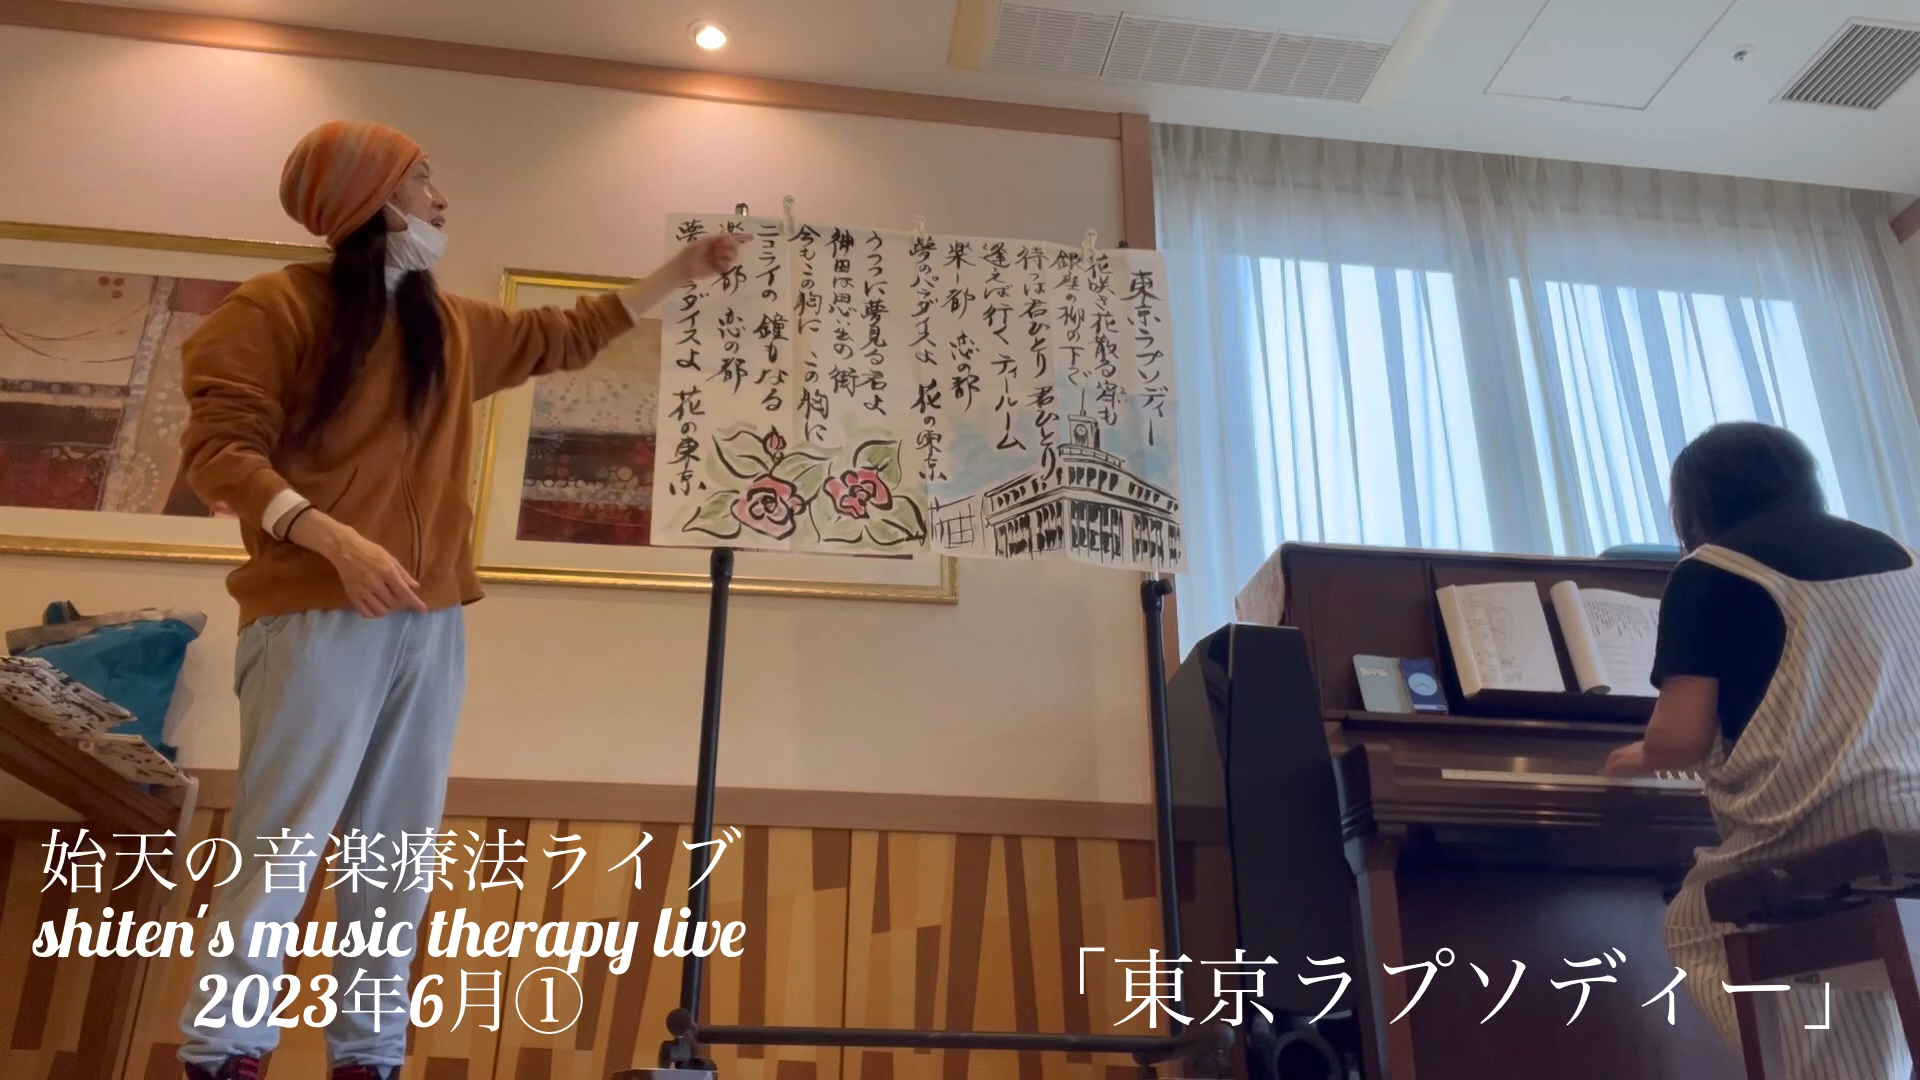 東京ラプソディー
花咲き花散る宵も
銀座の柳の下で
待つは君ひとり 君ひとり
逢えば行く ティールーム
楽し都 恋の都
夢のパラダイスよ 花の東京
うつつに夢見る君よ
神田は思い出の街
今もこの胸に この胸に
ニコライの 鐘もなる
楽 都 恋の都
夢 ラダイスよ 花の東京
YAMA
始天の音楽療法ライブ
shiten's music therapy live
2023年6月①
「東京ラプソディー」